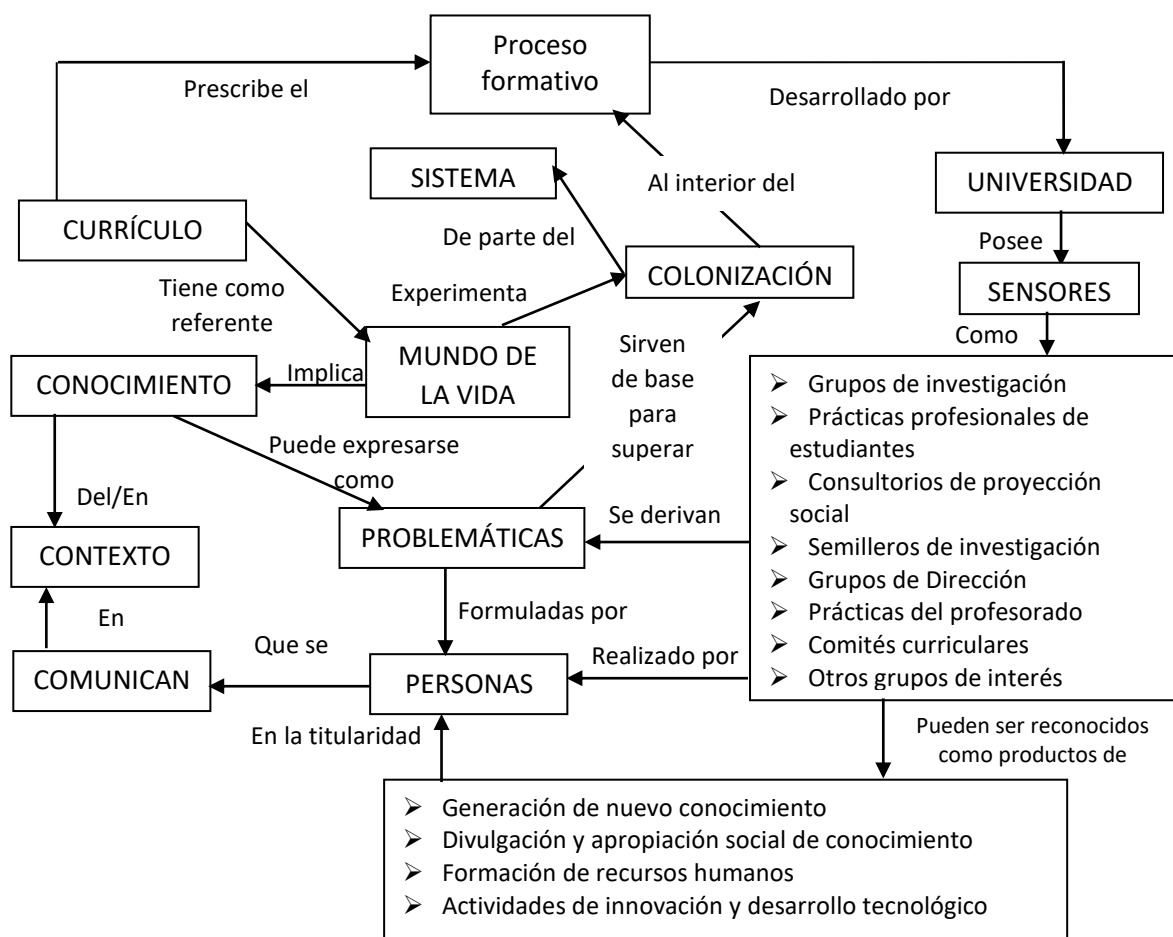 Proceso
formativo
Prescribe el
Desarrollado por
SISTEMA
Al interior del
UNIVERSIDAD
CURRÍCULO
De parte del
Posee
COLONIZACIÓN
SENSORES
Tiene como
referente
Experimenta
Como
MUNDO DE
LA VIDA
Sirven
de base
para
superar
CONOCIMIENTO
Implica
Puede expresarse
como
➢ Grupos de investigación
➢ Prácticas profesionales de
estudiantes
➢ Consultorios de proyección
social
➢ Semilleros de investigación
➢ Grupos de Dirección
➢ Prácticas del profesorado
➢ Comités curriculares
➢ Otros grupos de interés
Del/En
PROBLEMÁTICAS
Se derivan
CONTEXTO
En
Formuladas por
Que se
Realizado por
COMUNICAN
PERSONAS
En la titularidad
Pueden ser reconocidos
como productos de
➢ Generación de nuevo conocimiento
➢ Divulgación y apropiación social de conocimiento
➢ Formación de recursos humanos
➢ Actividades de innovación y desarrollo tecnológico